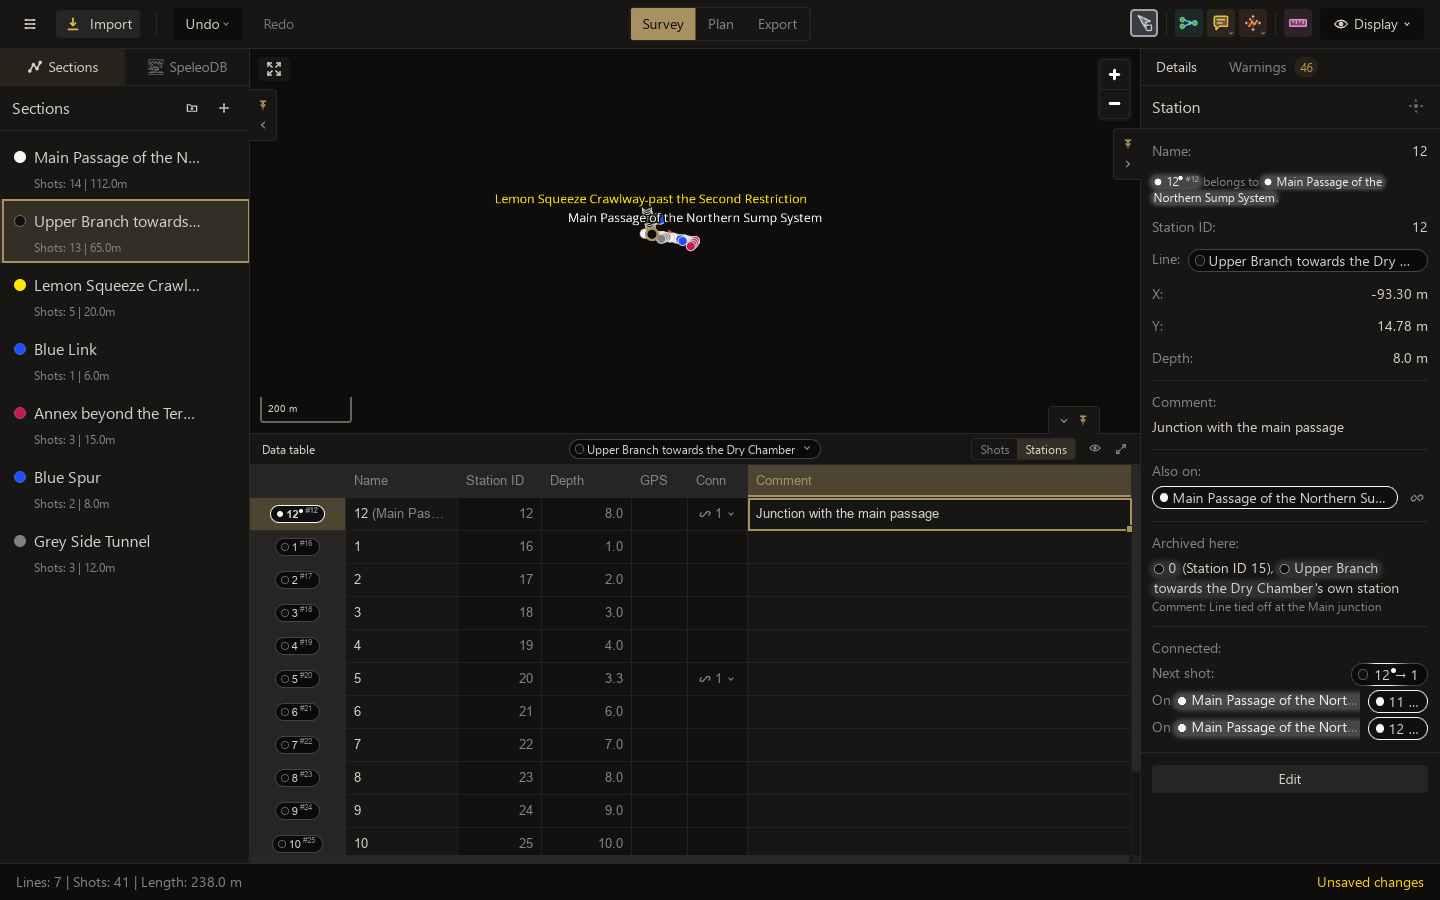 Import
Undo
Redo
Survey
Plan
Export
Display
Sections
SpeleoDB
Details
Warnings
46
Sections
Main Passage of the N...
Shots: 14 | 112.0m
Upper Branch towards...
Shots: 13 | 65.0m
Lemon Squeeze Crawl...
Shots: 5 | 20.0m
Blue Link
Shots: 1 | 6.0m
Annex beyond the Ter...
Shots: 3 | 15.0m
Blue Spur
Shots: 2 | 8.0m
Grey Side Tunnel
Shots: 3 | 12.0m
Lemon Squeeze Crawlway past the Second Restriction
Main Passage of the Northern Sump System
200 m
Data table
Upper Branch towards the Dry Chamber
Shots
Stations
Name Station ID Depth GPS Conn Comment
12 #12 12 (Main Pas... 12 8.0 1 Junction with the main passage
1 #16 1 16 1.0
2 #17 2 17 2.0
3 #18 3 18 3.0
4 #19 4 19 4.0
5 #20 5 20 3.3 1
6 #21 6 21 6.0
7 #22 7 22 7.0
8 #23 8 23 8.0
9 #24 9 24 9.0
10 #25 10 25 10.0
Station
Name: 12
12 #12 belongs to Main Passage of the
Northern Sump System.
Station ID: 12
Line: Upper Branch towards the Dry ...
X: -93.30 m
Y: 14.78 m
Depth: 8.0 m
Comment:
Junction with the main passage
Also on:
Main Passage of the Northern Su...
Archived here:
0 (Station ID 15), Upper Branch
towards the Dry Chamber's own station
Comment: Line tied off at the Main junction
Connected:
Next shot: 12 → 1
On Main Passage of the Nort... 11 ...
On Main Passage of the Nort... 12 ...
Edit
Lines: 7 | Shots: 41 | Length: 238.0 m
Unsaved changes